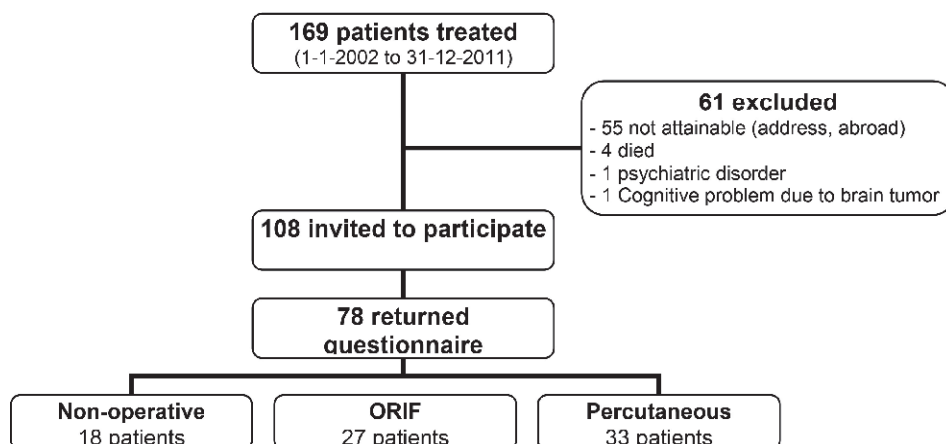 169 patients treated
(1-1-2002 to 31-12-2011)
61 excluded
- 55 not attainable (address, abroad)
- 4 died
- 1 psychiatric disorder
- 1 Cognitive problem due to brain tumor
108 invited to participate
78 returned
questionnaire
Non-operative
18 patients
ORIF
27 patients
Percutaneous
33 patients